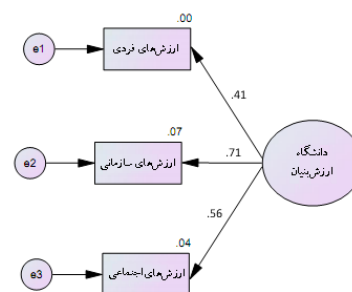 .00
e1
ارزش‌های فردی
.41
.07
e2
ارزش‌های سازمانی
.71
دانشگاه
ارزش‌بنیان
.56
.04
e3
ارزش‌های اجتماعی